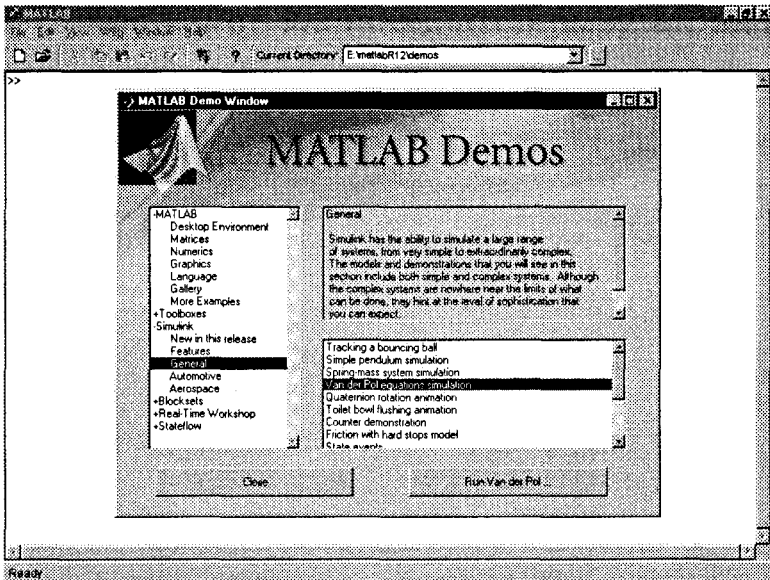 MATLAB
File Edit View Web Window Help
? Current Directory: E:\matlabR12\demos
>>
MATLAB Demo Window
MATLAB Demos
-MATLAB
Desktop Environment
Matrices
Numerics
Graphics
Language
Gallery
More Examples
+Toolboxes
-Simulink
New in this release
Features
General
Automotive
Aerospace
+Blocksets
+Real-Time Workshop
+Stateflow
General
Simulink has the ability to simulate a large range
of systems, from very simple to extraordinarily complex.
The models and demonstrations that you will see in this
section include both simple and complex systems. Although
the complex systems are nowhere near the limits of what
can be done, they hint at the level of sophistication that
you can expect.
Tracking a bouncing ball
Simple pendulum simulation
Spring-mass system simulation
Van der Pol equations simulation
Quaternion rotation animation
Toilet bowl flushing animation
Counter demonstration
Friction with hard stops model
State events
Close
Run Van der Pol ...
Ready